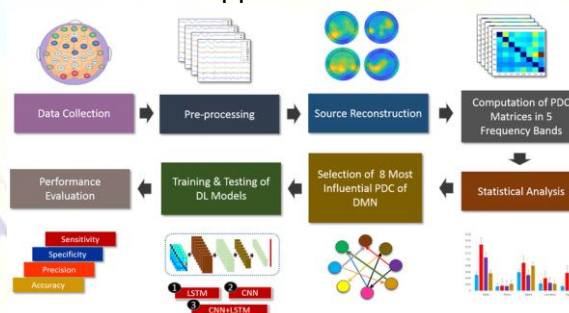 Data Collection
Pre-processing
Source Reconstruction
Computation of PDC
Matrices in 5
Frequency Bands
Performance
Evaluation
Training & Testing of
DL Models
Selection of 8 Most
Influential PDC of
DMN
Statistical Analysis
Sensitivity
Specificity
Precision
Accuracy
1
LSTM
2
CNN
3
CNN+LSTM